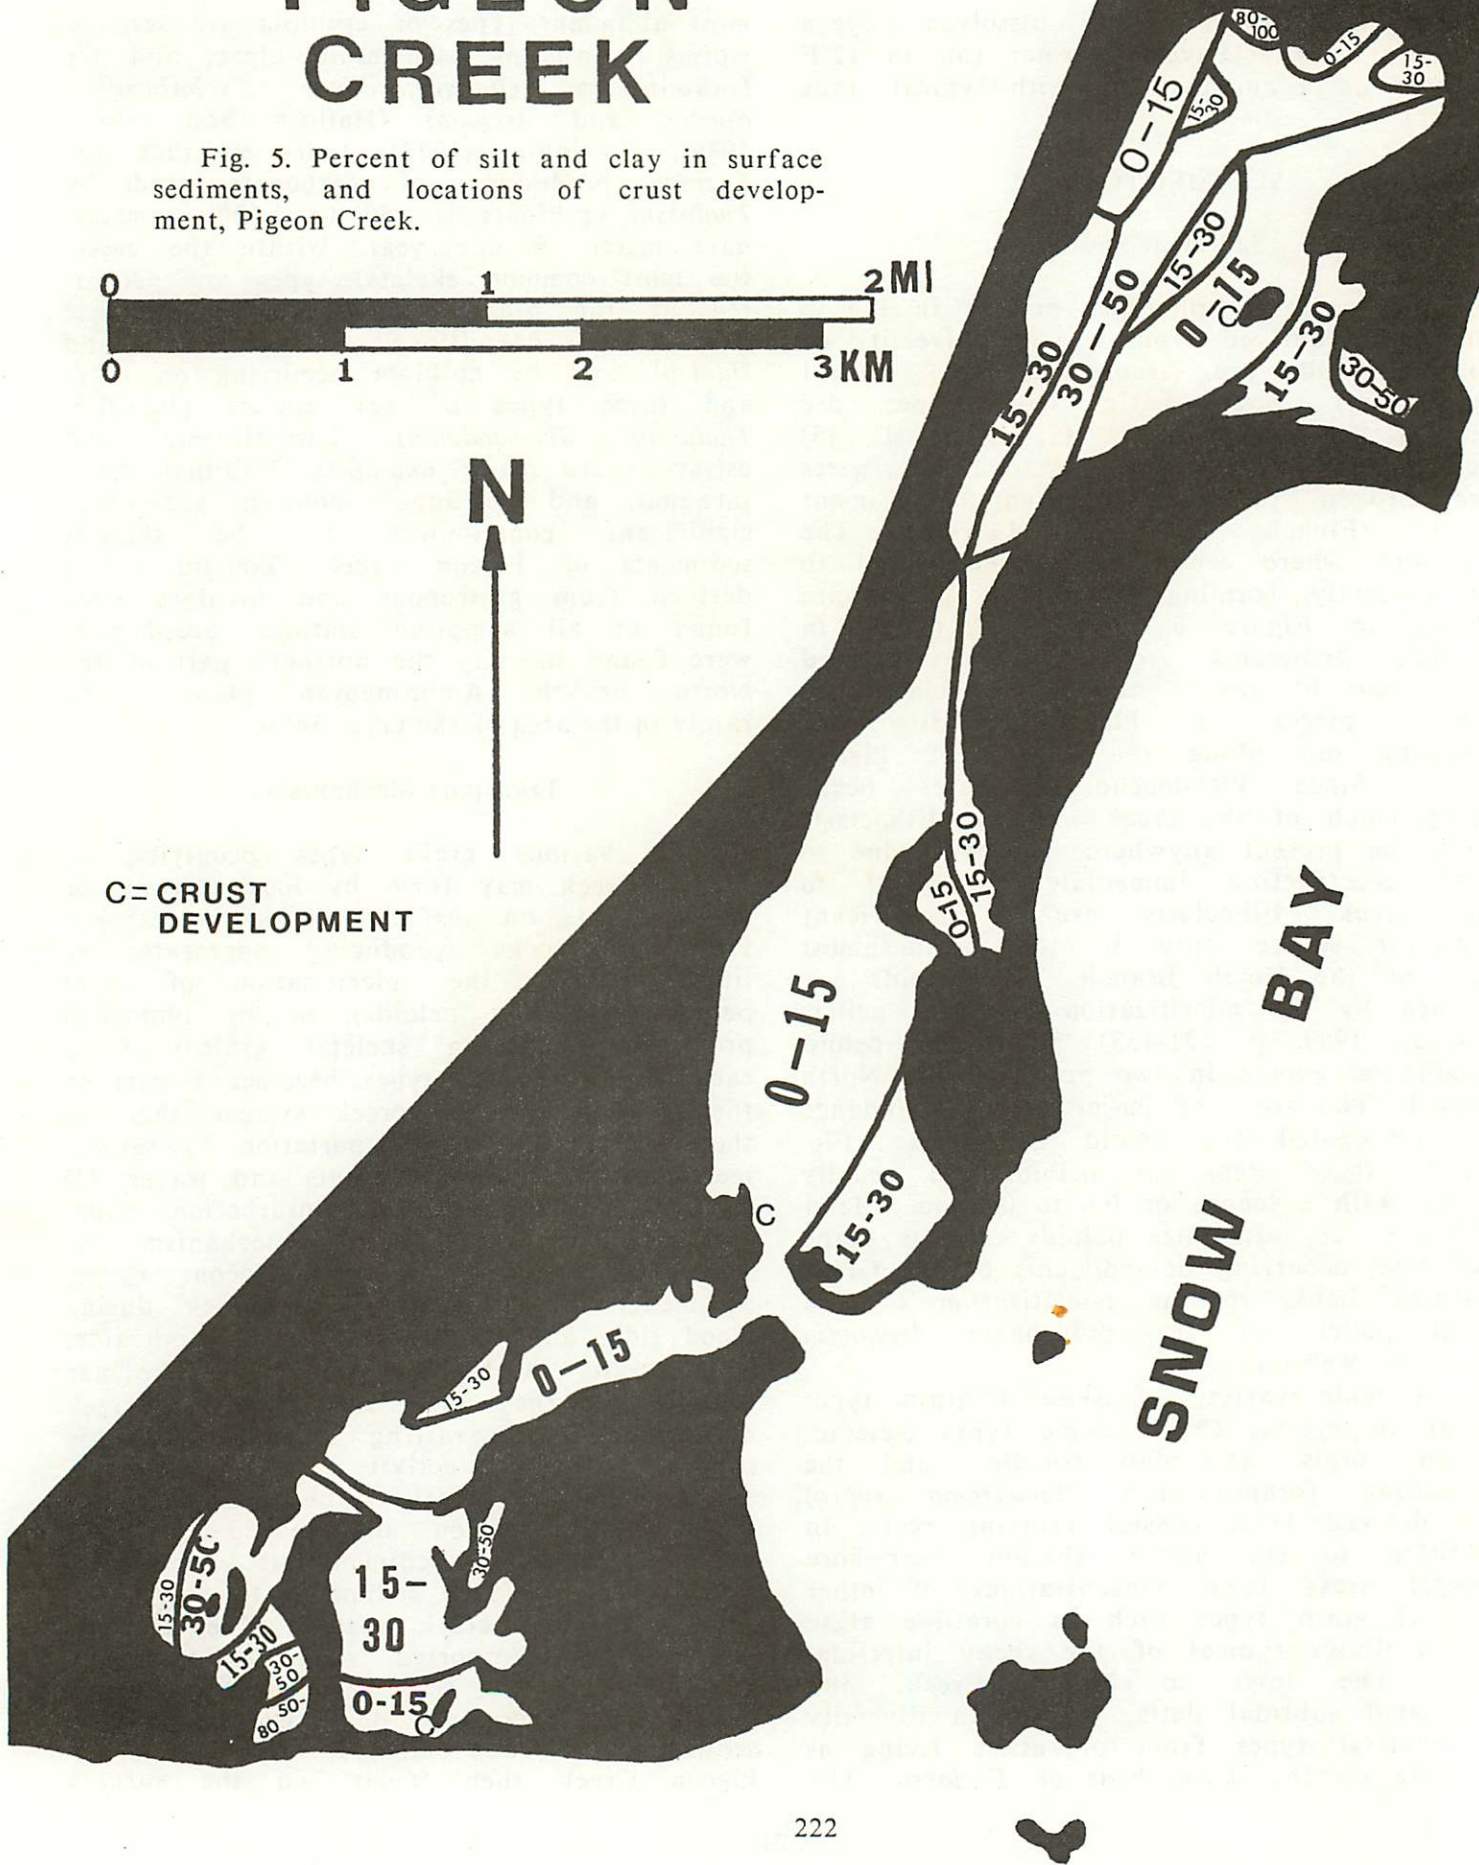 PIGEON
CREEK
Fig. 5. Percent of silt and clay in surface
sediments, and locations of crust develop-
ment, Pigeon Creek.
0 1 2 MI
0 1 2 3 KM
N
C = CRUST
DEVELOPMENT
80-
100
0-15
15-
30
0-15
15-
30
15-30
0-15
C
15-30
30-50
15-30
30-50
15-30
0-15
0-15
C
15-30
BAY
SNOW
15-30
0-15
30-50
15-30
30-50
15-
30
15-30
30-
50
50-
80
0-15
C
222